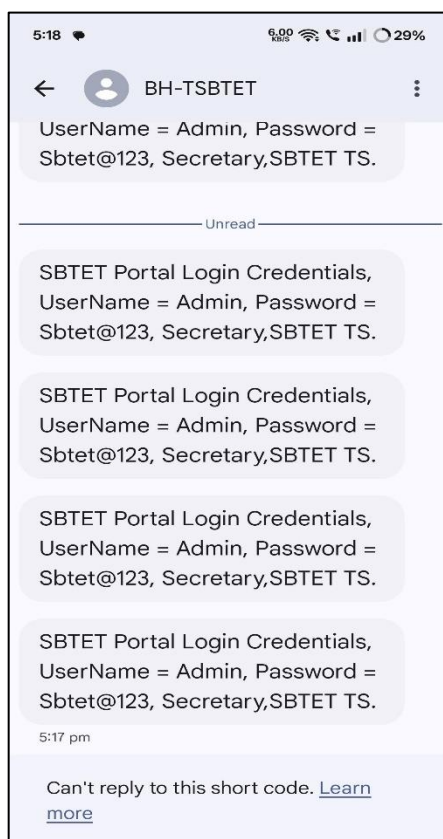 5:18
6.00 KB/S 29%
BH-TSBTET
UserName = Admin, Password =
Sbtet@123, Secretary,SBTET TS.
Unread
SBTET Portal Login Credentials,
UserName = Admin, Password =
Sbtet@123, Secretary,SBTET TS.
SBTET Portal Login Credentials,
UserName = Admin, Password =
Sbtet@123, Secretary,SBTET TS.
SBTET Portal Login Credentials,
UserName = Admin, Password =
Sbtet@123, Secretary,SBTET TS.
SBTET Portal Login Credentials,
UserName = Admin, Password =
Sbtet@123, Secretary,SBTET TS.
5:17 pm
Can't reply to this short code. Learn
more